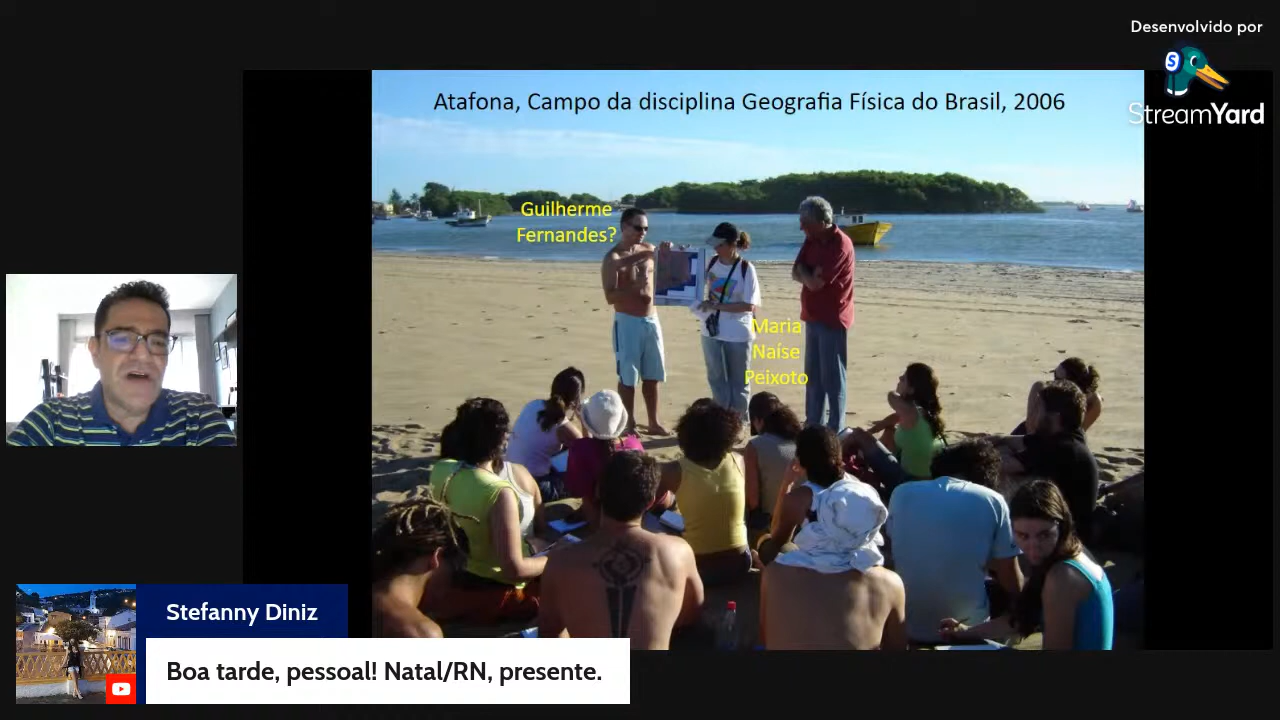 Desenvolvido por
StreamYard
Atafona, Campo da disciplina Geografia Física do Brasil, 2006
Guilherme
Fernandes?
Maria
Naíse
Peixoto
Stefanny Diniz
Boa tarde, pessoal! Natal/RN, presente.